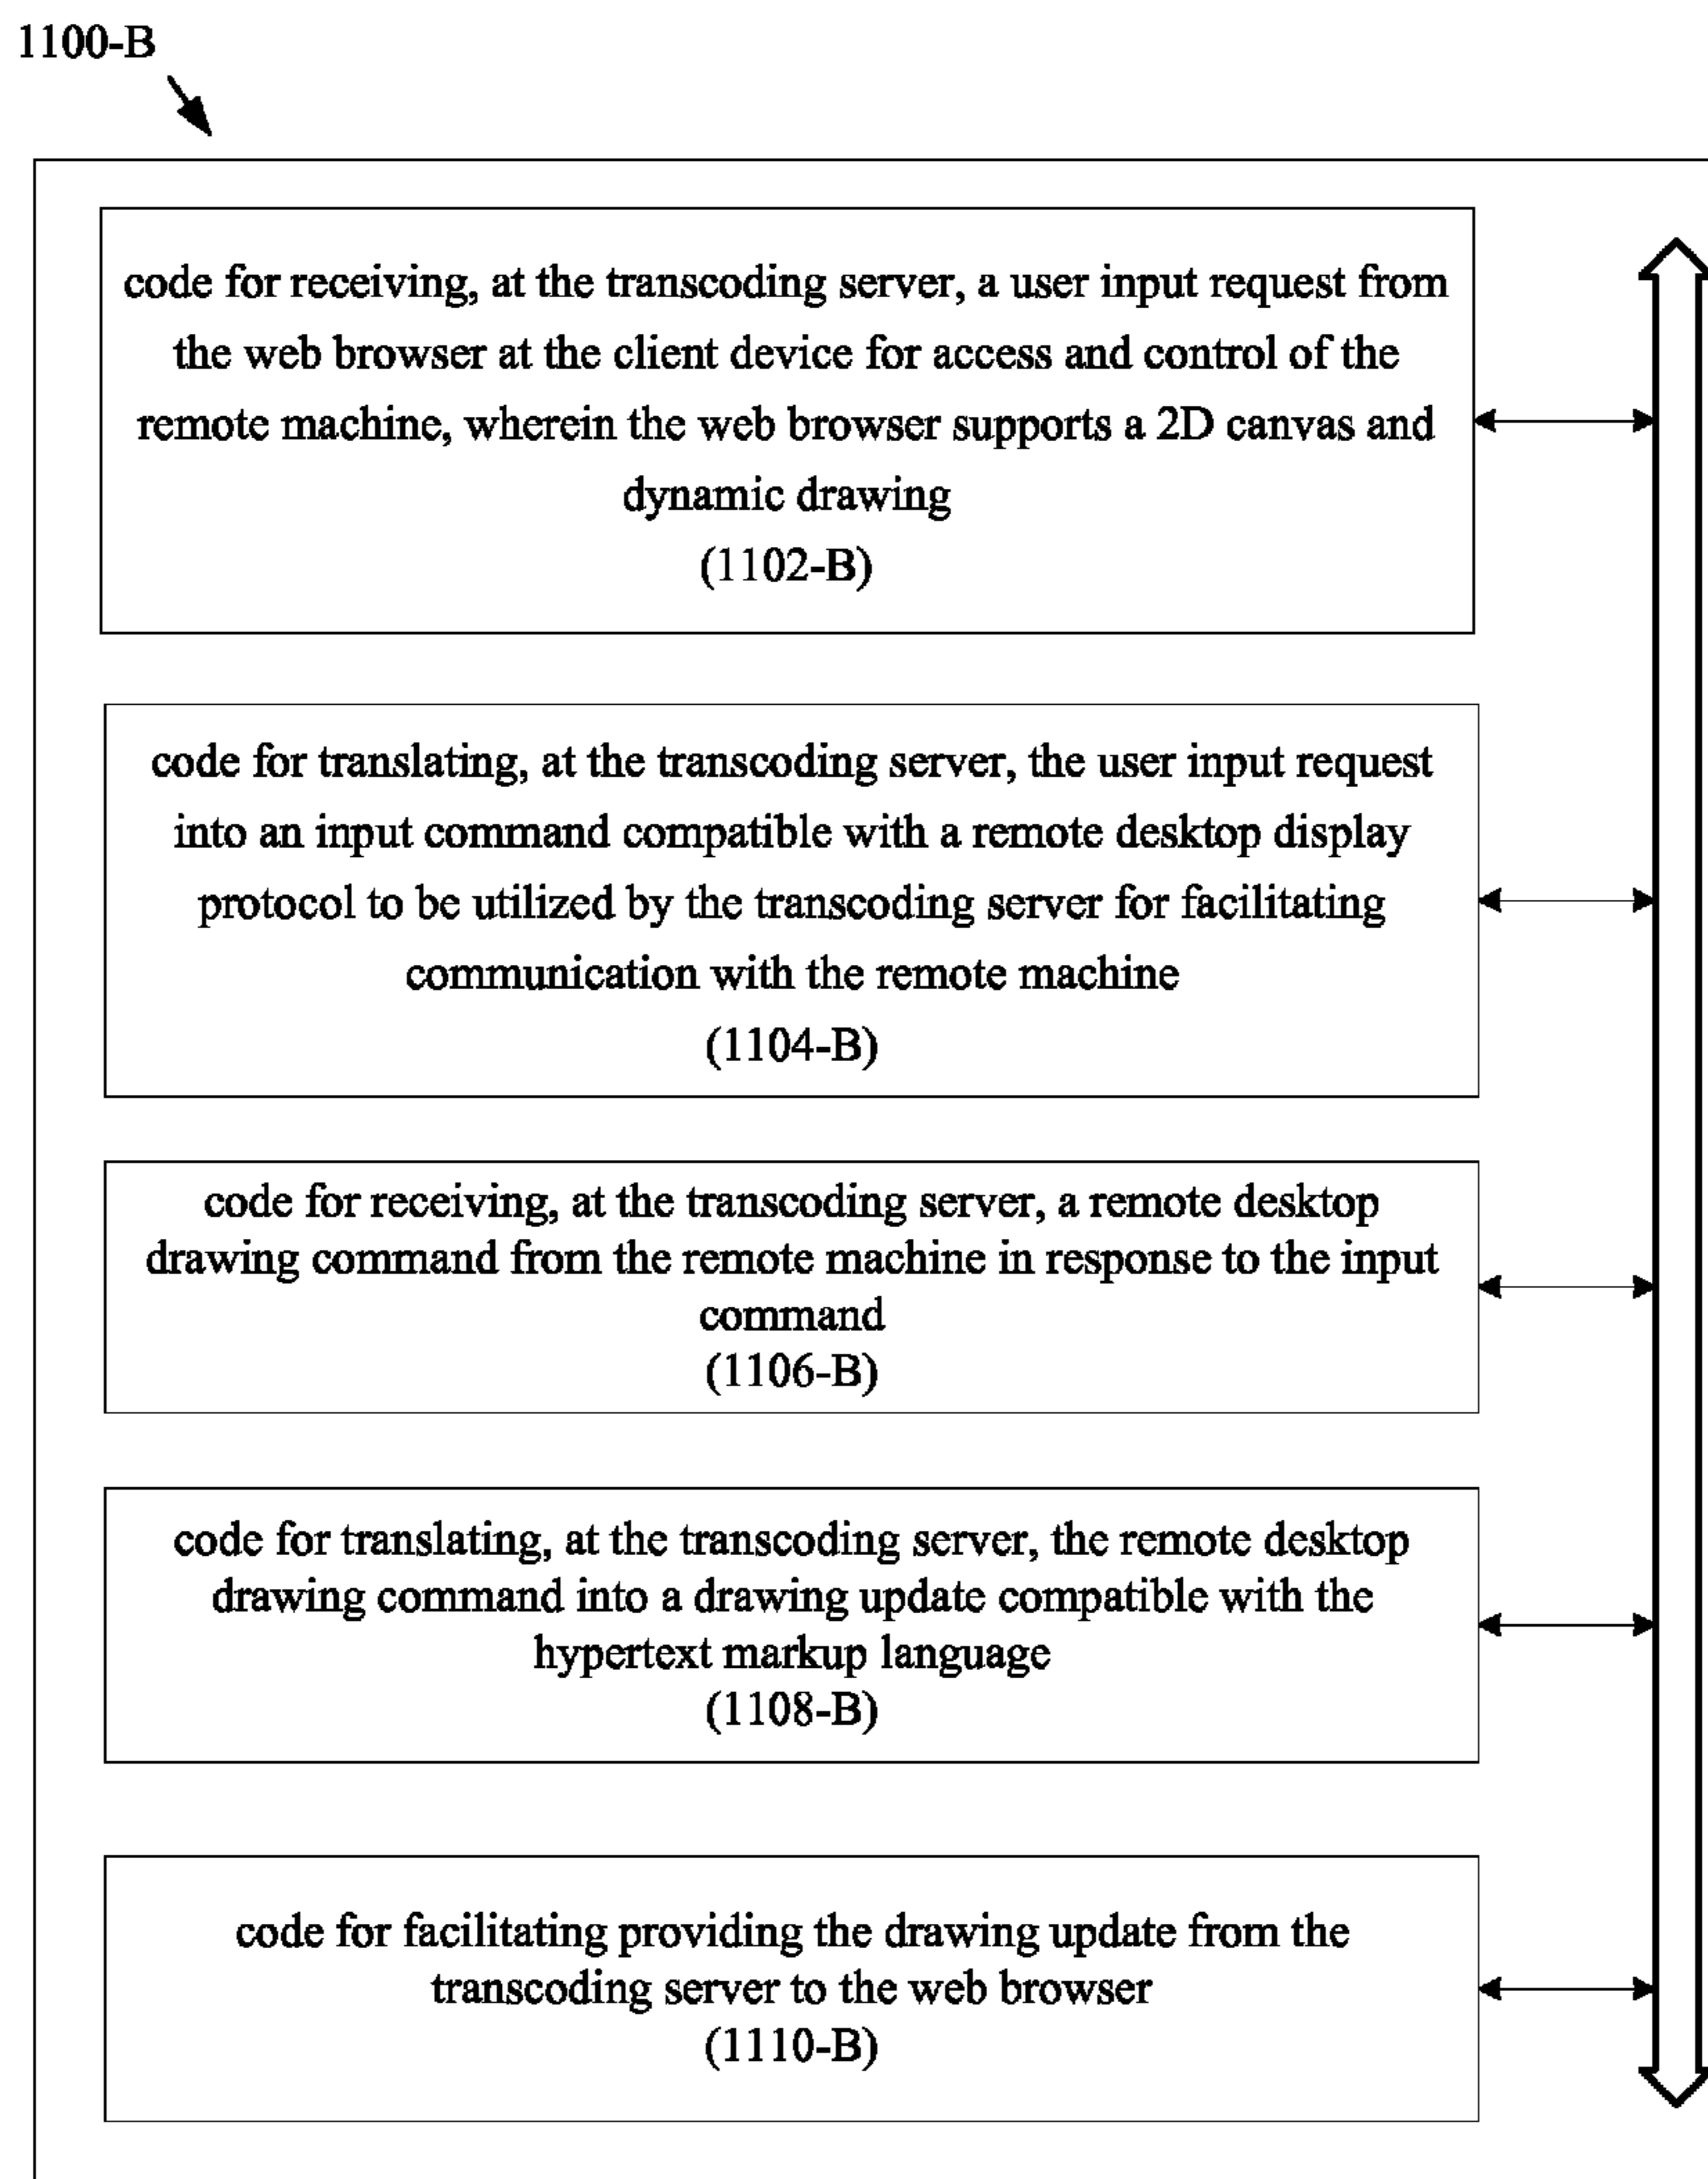 1100-B
code for receiving, at the transcoding server, a user input request from
the web browser at the client device for access and control of the
remote machine, wherein the web browser supports a 2D canvas and
dynamic drawing
(1102-B)
code for translating, at the transcoding server, the user input request
into an input command compatible with a remote desktop display
protocol to be utilized by the transcoding server for facilitating
communication with the remote machine
(1104-B)
code for receiving, at the transcoding server, a remote desktop
drawing command from the remote machine in response to the input
command
(1106-B)
code for translating, at the transcoding server, the remote desktop
drawing command into a drawing update compatible with the
hypertext markup language
(1108-B)
code for facilitating providing the drawing update from the
transcoding server to the web browser
(1110-B)